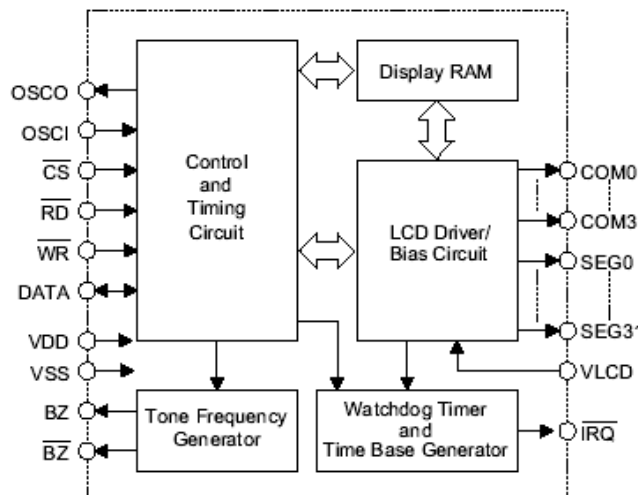 OSCO
OSCI
CS
RD
WR
DATA
VDD
VSS
BZ
BZ
Control
and
Timing
Circuit
Display RAM
LCD Driver/
Bias Circuit
Tone Frequency
Generator
Watchdog Timer
and
Time Base Generator
COM0
COM3
SEG0
VLCD
IRQ